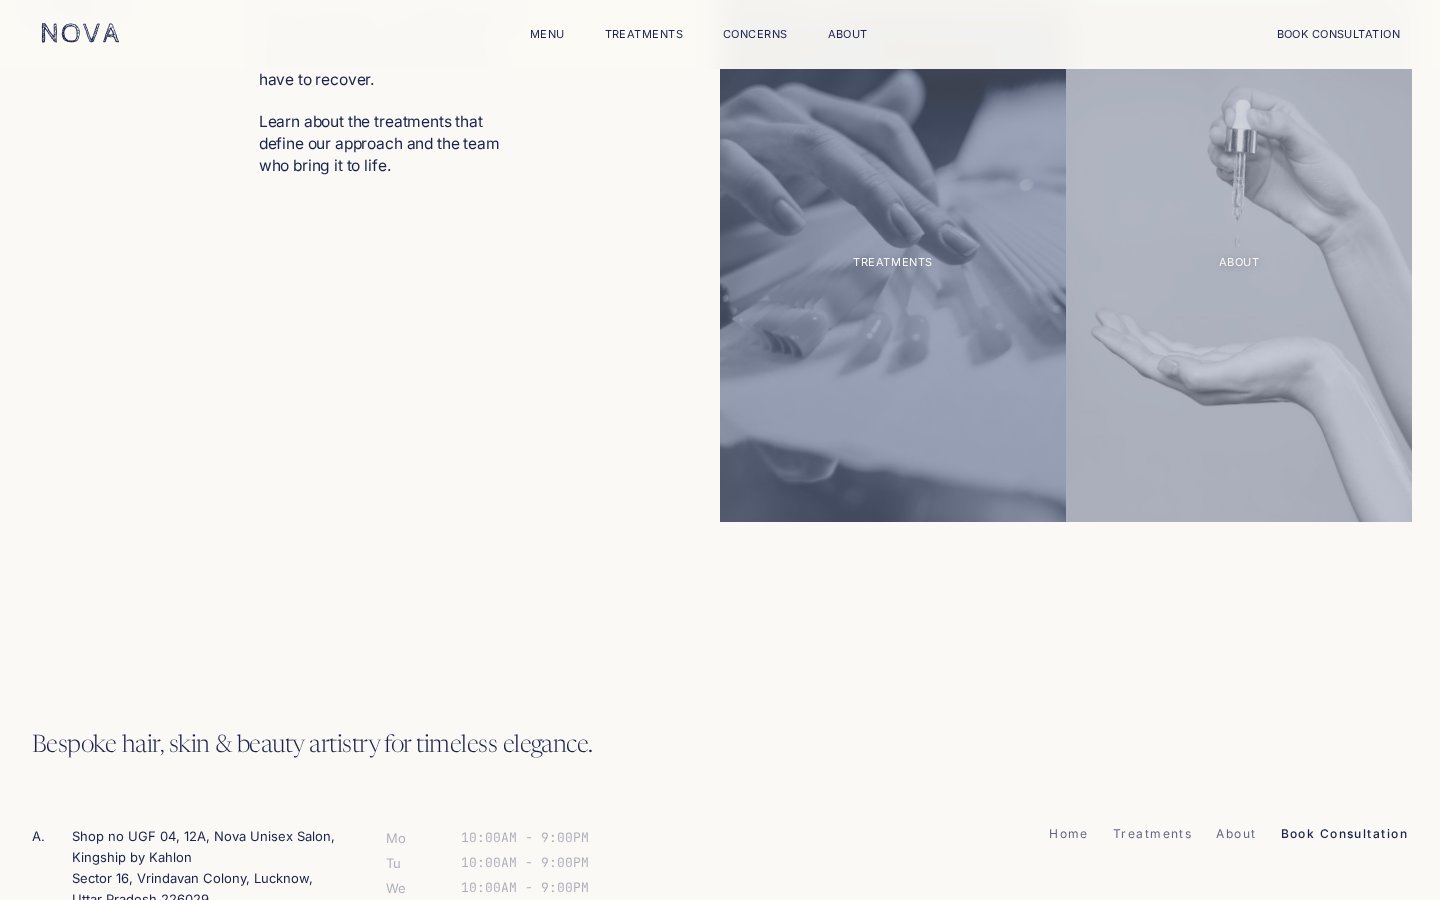 NOVA
MENU TREATMENTS CONCERNS ABOUT
BOOK CONSULTATION
have to recover.
Learn about the treatments that
define our approach and the team
who bring it to life.
TREATMENTS
ABOUT
Bespoke hair, skin & beauty artistry for timeless elegance.
A.
Shop no UGF 04, 12A, Nova Unisex Salon,
Kingship by Kahlon
Sector 16, Vrindavan Colony, Lucknow,
Uttar Pradesh 226029
Mo 10:00AM - 9:00PM
Tu 10:00AM - 9:00PM
We 10:00AM - 9:00PM
Home Treatments About Book Consultation